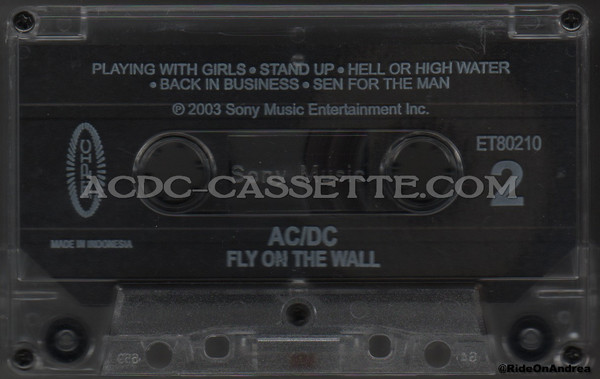 PLAYING WITH GIRLS • STAND UP • HELL OR HIGH WATER
• BACK IN BUSINESS • SEN FOR THE MAN
℗ 2003 Sony Music Entertainment Inc.
ET80210
EPIC
Sony Music
2
ACDC-CASSETTE.COM
MADE IN INDONESIA
AC/DC
FLY ON THE WALL
@RideOnAndrea